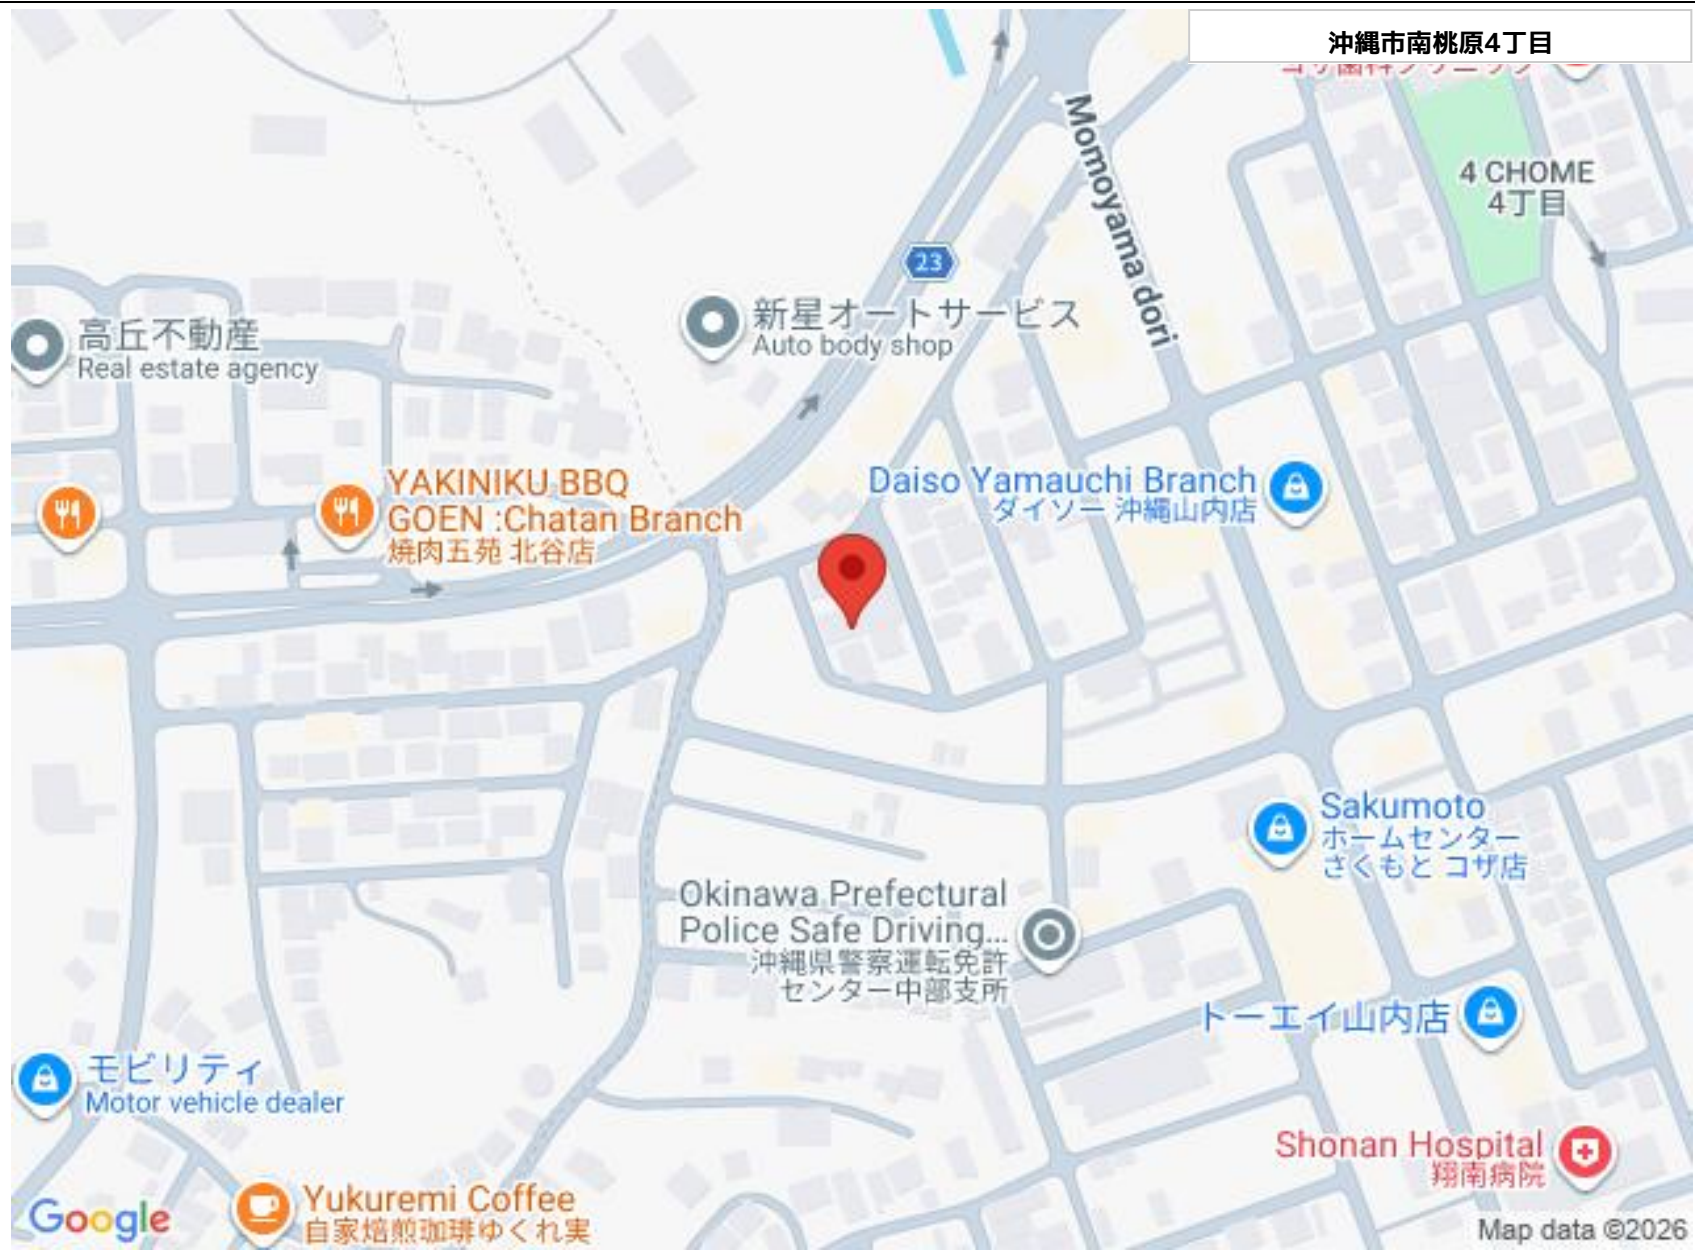 沖縄市南桃原4丁目
Momoyama dori
4 CHOME
4丁目
23
新星オートサービス
Auto body shop
高丘不動産
Real estate agency
YAKINIKU BBQ
GOEN :Chatan Branch
焼肉五苑 北谷店
Daiso Yamauchi Branch
ダイソー 沖縄山内店
Sakumoto
ホームセンター
さくもと コザ店
Okinawa Prefectural
Police Safe Driving...
沖縄県警察運転免許
センター中部支所
トーエイ山内店
モビリティ
Motor vehicle dealer
Shonan Hospital
翔南病院
Yukuremi Coffee
自家焙煎珈琲ゆくれ実
Google
Map data ©2026